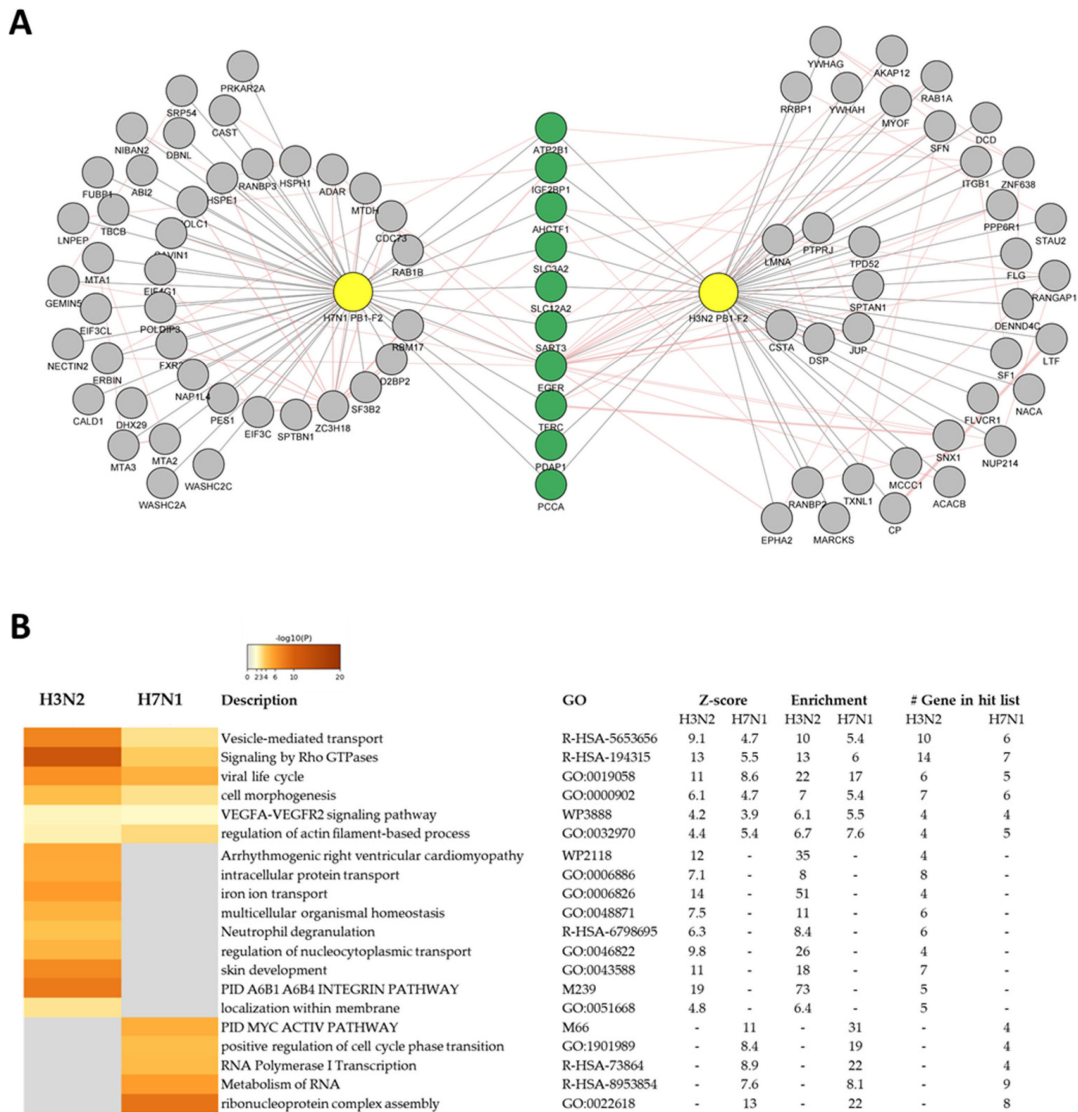 A
PRKAR2A
SRP54
CAST
NIBAN2
DBNL
FUBP1
ABI2
HSPE1
RANBP3
HSPH1
ADAR
MTDH
LNPEP
TBCB
OLC1
CDC73
CAVIN1
RAB1B
MTA1
GEMIN5
EIF4G1
H7N1 PB1-F2
EIF3CL
POLDIP3
NECTIN2
FXR
RBM17
ERBIN
NAP1L4
D2BP2
SF3B2
CALD1
DHX29
PES1
EIF3C
SPTBN1
ZC3H18
MTA3
MTA2
WASHC2C
WASHC2A
ATP2B1
IGF2BP1
AHCTF1
SLC3A2
SLC12A2
SART3
EGFR
TFRC
PDAP1
PCCA
YWHAG
AKAP12
RRBP1
YWHAH
RAB1A
MYOF
DCD
SFN
ITGB1
ZNF638
PPP6R1
STAU2
PTPRJ
LMNA
TPD52
FLG
RANGAP1
SPTAN1
H3N2 PB1-F2
DENND4C
CSTA
DSP
JUP
LTF
SF1
NACA
FLVCR1
SNX1
NUP214
MCCC1
RANBP2
TXNL1
ACACB
CP
EPHA2
MARCKS
B
-log10(P)
0 2 3 4 6 10 20
H3N2 H7N1 Description GO Z-score Enrichment # Gene in hit list
H3N2 H7N1 H3N2 H7N1 H3N2 H7N1
Vesicle-mediated transport R-HSA-5653656 9.1 4.7 10 5.4 10 6
Signaling by Rho GTPases R-HSA-194315 13 5.5 13 6 14 7
viral life cycle GO:0019058 11 8.6 22 17 6 5
cell morphogenesis GO:0000902 6.1 4.7 7 5.4 7 6
VEGFA-VEGFR2 signaling pathway WP3888 4.2 3.9 6.1 5.5 4 4
regulation of actin filament-based process GO:0032970 4.4 5.4 6.7 7.6 4 5
Arrhythmogenic right ventricular cardiomyopathy WP2118 12 - 35 - 4 -
intracellular protein transport GO:0006886 7.1 - 8 - 8 -
iron ion transport GO:0006826 14 - 51 - 4 -
multicellular organismal homeostasis GO:0048871 7.5 - 11 - 6 -
Neutrophil degranulation R-HSA-6798695 6.3 - 8.4 - 6 -
regulation of nucleocytoplasmic transport GO:0046822 9.8 - 26 - 4 -
skin development GO:0043588 11 - 18 - 7 -
PID A6B1 A6B4 INTEGRIN PATHWAY M239 19 - 73 - 5 -
localization within membrane GO:0051668 4.8 - 6.4 - 5 -
PID MYC ACTIV PATHWAY M66 - 11 - 31 - 4
positive regulation of cell cycle phase transition GO:1901989 - 8.4 - 19 - 4
RNA Polymerase I Transcription R-HSA-73864 - 8.9 - 22 - 4
Metabolism of RNA R-HSA-8953854 - 7.6 - 8.1 - 9
ribonucleoprotein complex assembly GO:0022618 - 13 - 22 - 8